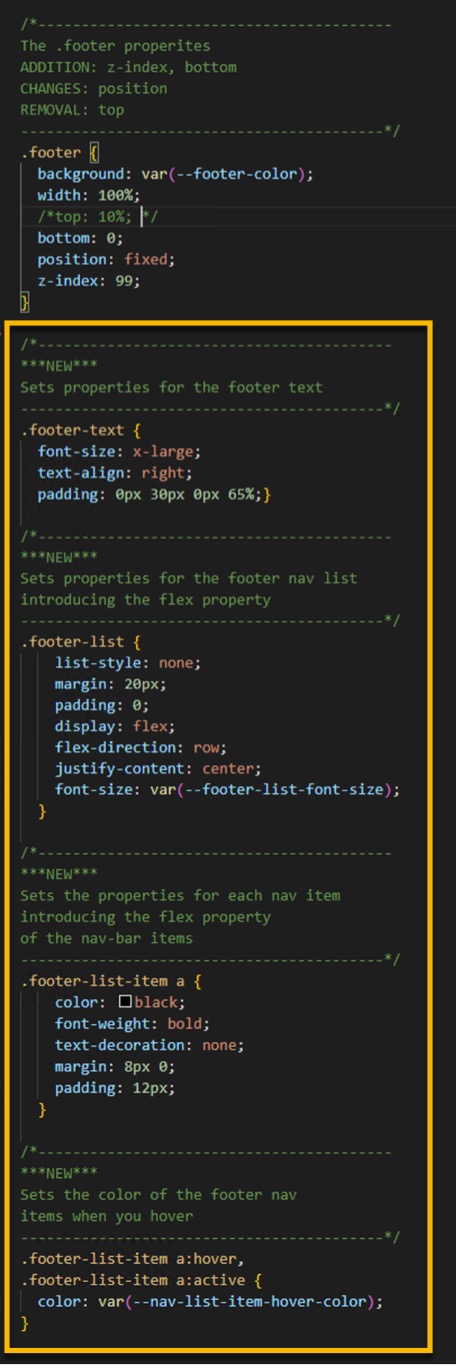 /*-----------------------------------------
The .footer properites
ADDITION: z-index, bottom
CHANGES: position
REMOVAL: top
------------------------------------------*/
.footer {
  background: var(--footer-color);
  width: 100%;
  /*top: 10%; */
  bottom: 0;
  position: fixed;
  z-index: 99;
}
/*-----------------------------------------
***NEW***
Sets properties for the footer text
------------------------------------------*/
.footer-text {
  font-size: x-large;
  text-align: right;
  padding: 0px 30px 0px 65%;}
/*-----------------------------------------
***NEW***
Sets properties for the footer nav list
introducing the flex property
------------------------------------------*/
.footer-list {
    list-style: none;
    margin: 20px;
    padding: 0;
    display: flex;
    flex-direction: row;
    justify-content: center;
    font-size: var(--footer-list-font-size);
  }
/*-----------------------------------------
***NEW***
Sets the properties for each nav item
introducing the flex property
of the nav-bar items
------------------------------------------*/
.footer-list-item a {
    color: black;
    font-weight: bold;
    text-decoration: none;
    margin: 8px 0;
    padding: 12px;
  }
/*-----------------------------------------
***NEW***
Sets the color of the footer nav
items when you hover
------------------------------------------*/
.footer-list-item a:hover,
.footer-list-item a:active {
  color: var(--nav-list-item-hover-color);
}